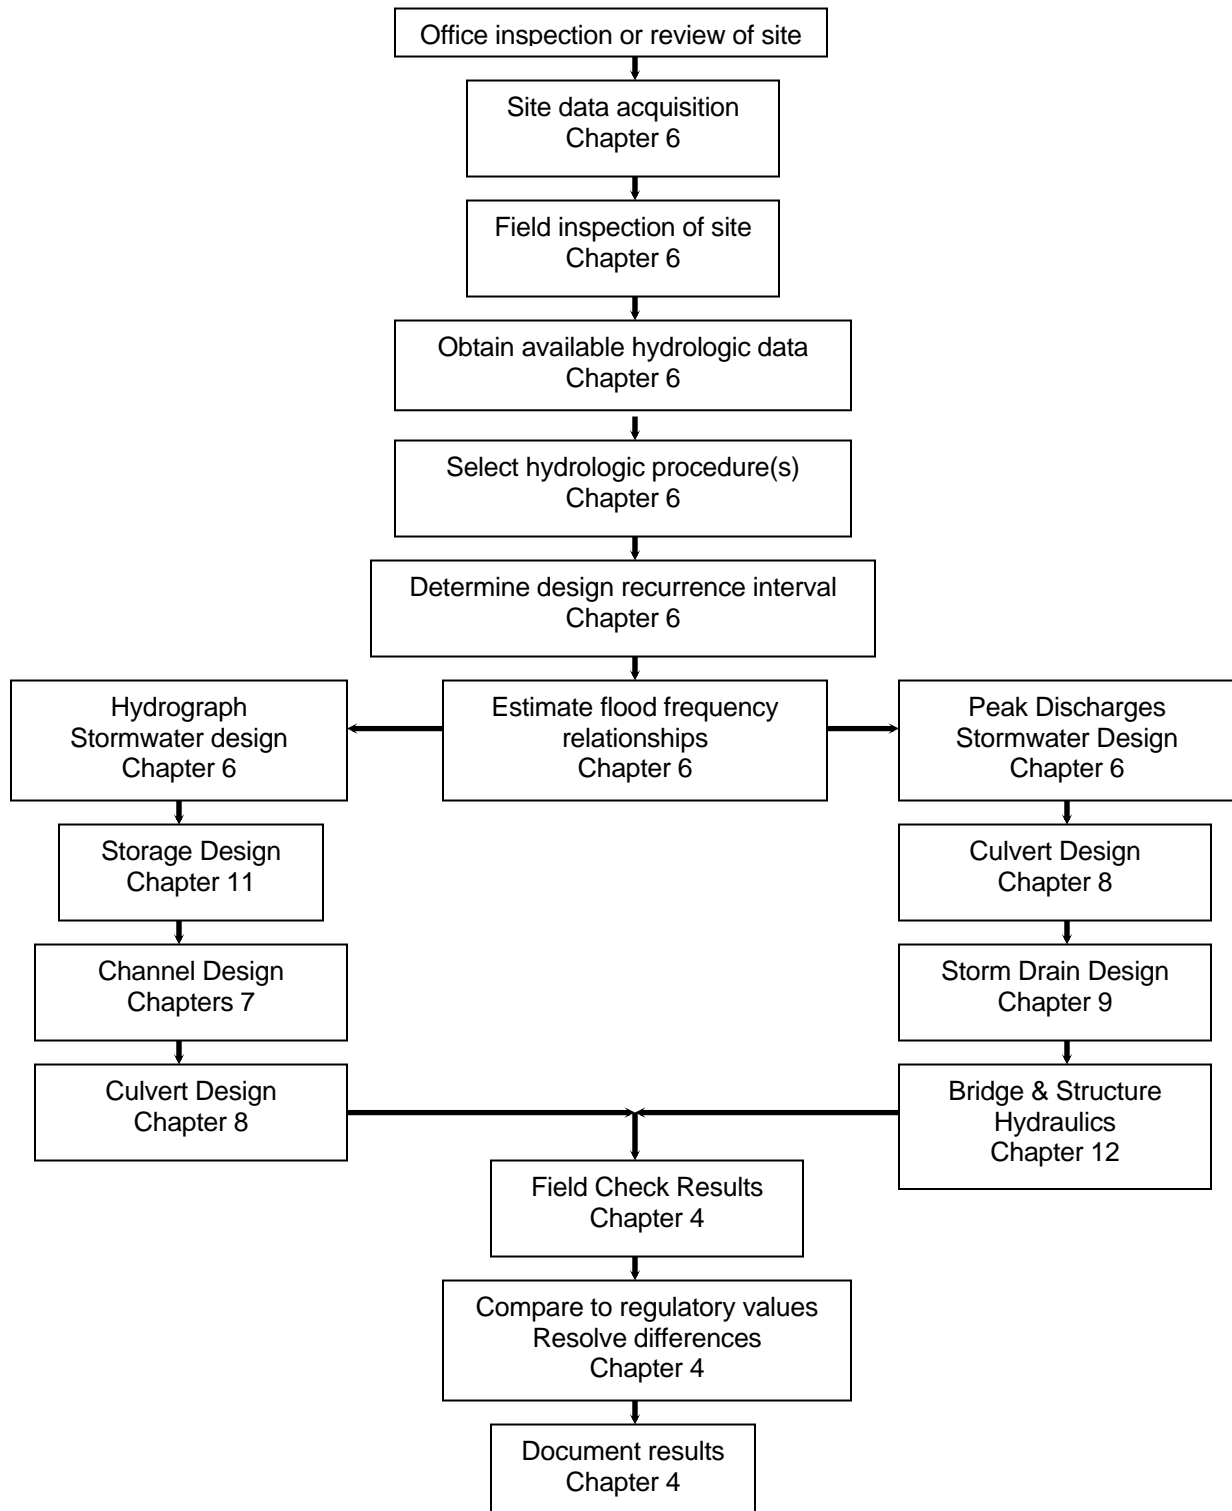 Office inspection or review of site
Site data acquisition
Chapter 6
Field inspection of site
Chapter 6
Obtain available hydrologic data
Chapter 6
Select hydrologic procedure(s)
Chapter 6
Determine design recurrence interval
Chapter 6
Estimate flood frequency
relationships
Chapter 6
Hydrograph
Stormwater design
Chapter 6
Storage Design
Chapter 11
Channel Design
Chapters 7
Culvert Design
Chapter 8
Peak Discharges
Stormwater Design
Chapter 6
Culvert Design
Chapter 8
Storm Drain Design
Chapter 9
Bridge & Structure
Hydraulics
Chapter 12
Field Check Results
Chapter 4
Compare to regulatory values
Resolve differences
Chapter 4
Document results
Chapter 4